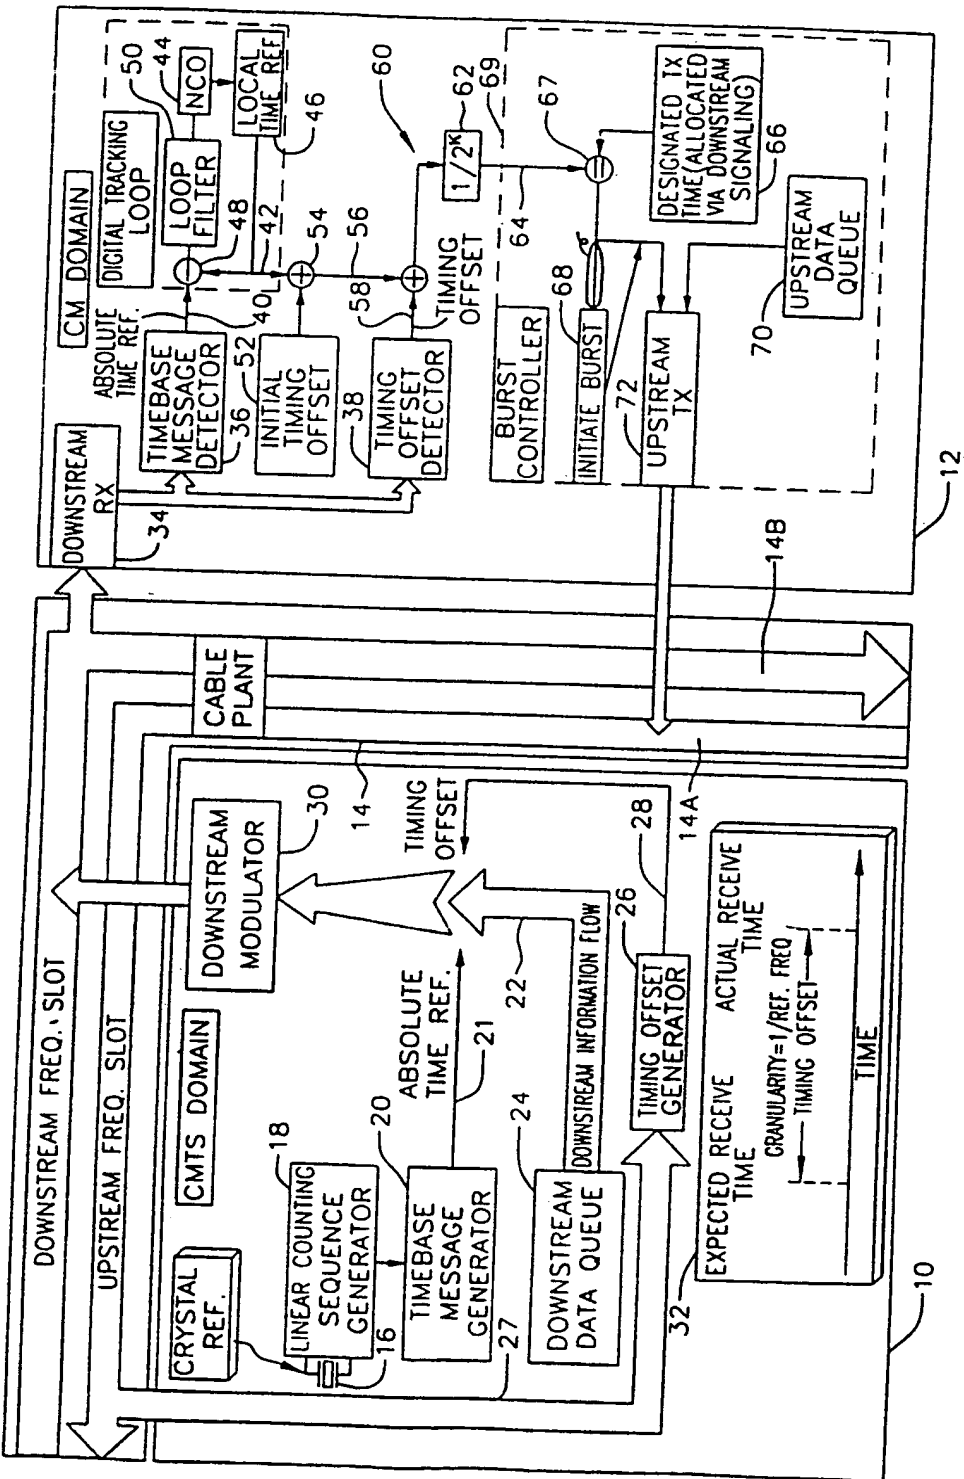 DOWNSTREAM FREQ. SLOT
UPSTREAM FREQ. SLOT
CMTS DOMAIN
CRYSTAL
REF.
16
18
LINEAR COUNTING
SEQUENCE
GENERATOR
20
TIMEBASE
MESSAGE
GENERATOR
ABSOLUTE
TIME REF.
21
22
24
DOWNSTREAM
DATA QUEUE
DOWNSTREAM INFORMATION FLOW
27
26
TIMING OFFSET
GENERATOR
28
TIMING
OFFSET
DOWNSTREAM
MODULATOR
30
32
EXPECTED RECEIVE
TIME
ACTUAL RECEIVE
TIME
GRANULARITY=1/REF. FREQ
TIMING OFFSET
TIME
10
14
14A
14B
CABLE
PLANT
CM DOMAIN
DOWNSTREAM
RX
34
ABSOLUTE
TIME REF.
40
TIMEBASE
MESSAGE
DETECTOR
36
DIGITAL TRACKING
LOOP
LOOP
FILTER
50
44
NCO
LOCAL
TIME REF
46
48
42
52
INITIAL
TIMING
OFFSET
54
56
38
TIMING
OFFSET
DETECTOR
58
TIMING
OFFSET
60
62
1/2K
64
69
67
BURST
CONTROLLER
68
INITIATE BURST
DESIGNATED TX
TIME(ALLOCATED
VIA DOWNSTREAM
SIGNALING)
66
72
UPSTREAM
TX
70
UPSTREAM
DATA
QUEUE
12